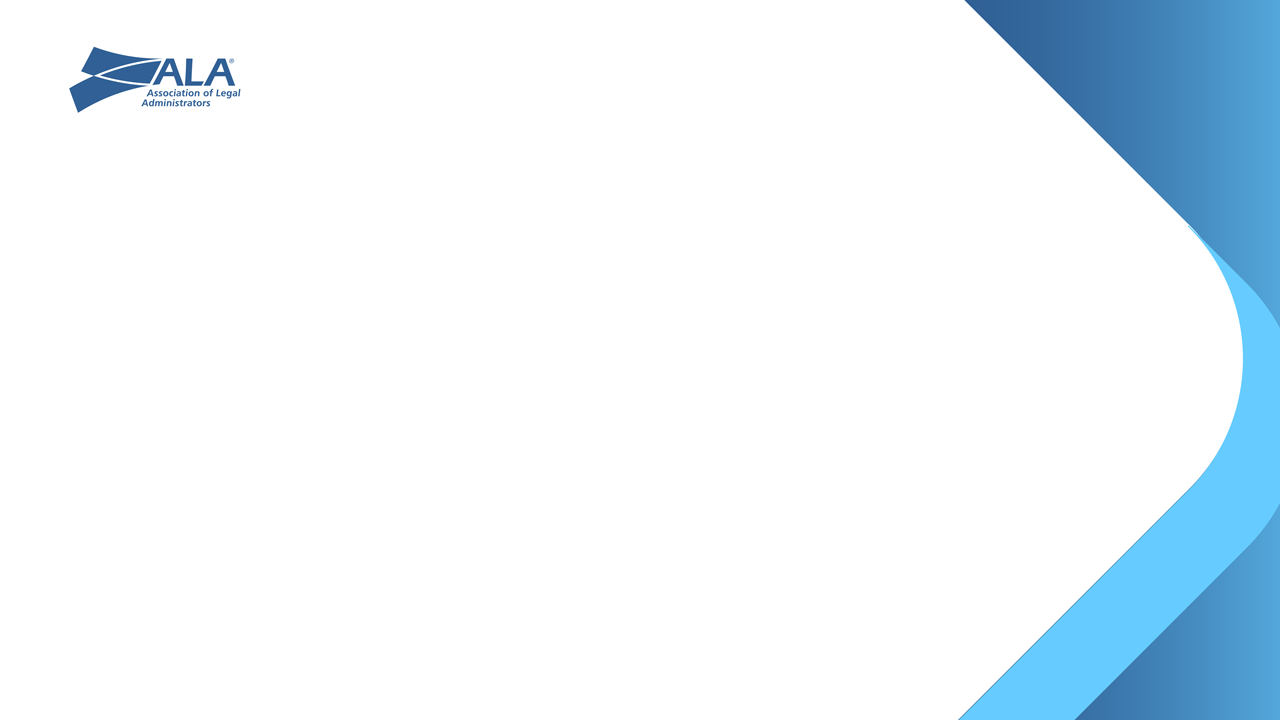 ALA®
Association of Legal
Administrators